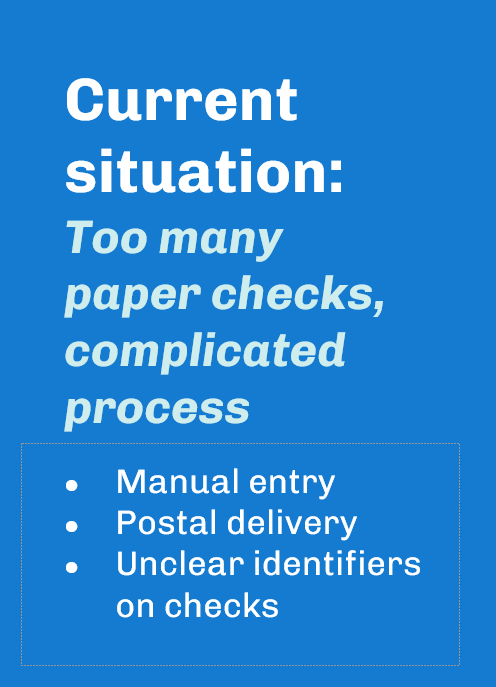 Current
situation:
Too many
paper checks,
complicated
process
● Manual entry
● Postal delivery
● Unclear identifiers
on checks